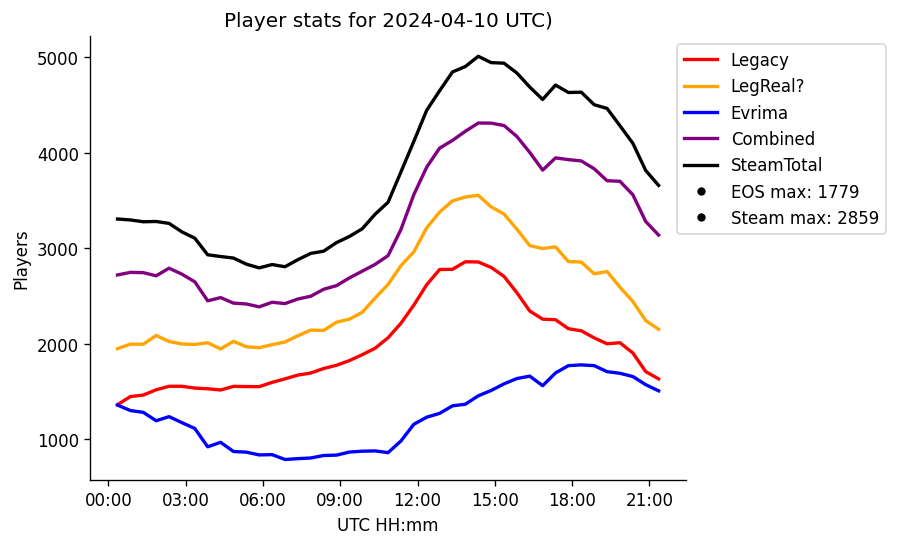 Player stats for 2024-04-10 UTC)
Legacy
LegReal?
Evrima
Combined
SteamTotal
EOS max: 1779
Steam max: 2859
Players
5000
4000
3000
2000
1000
00:00 03:00 06:00 09:00 12:00 15:00 18:00 21:00
UTC HH:mm